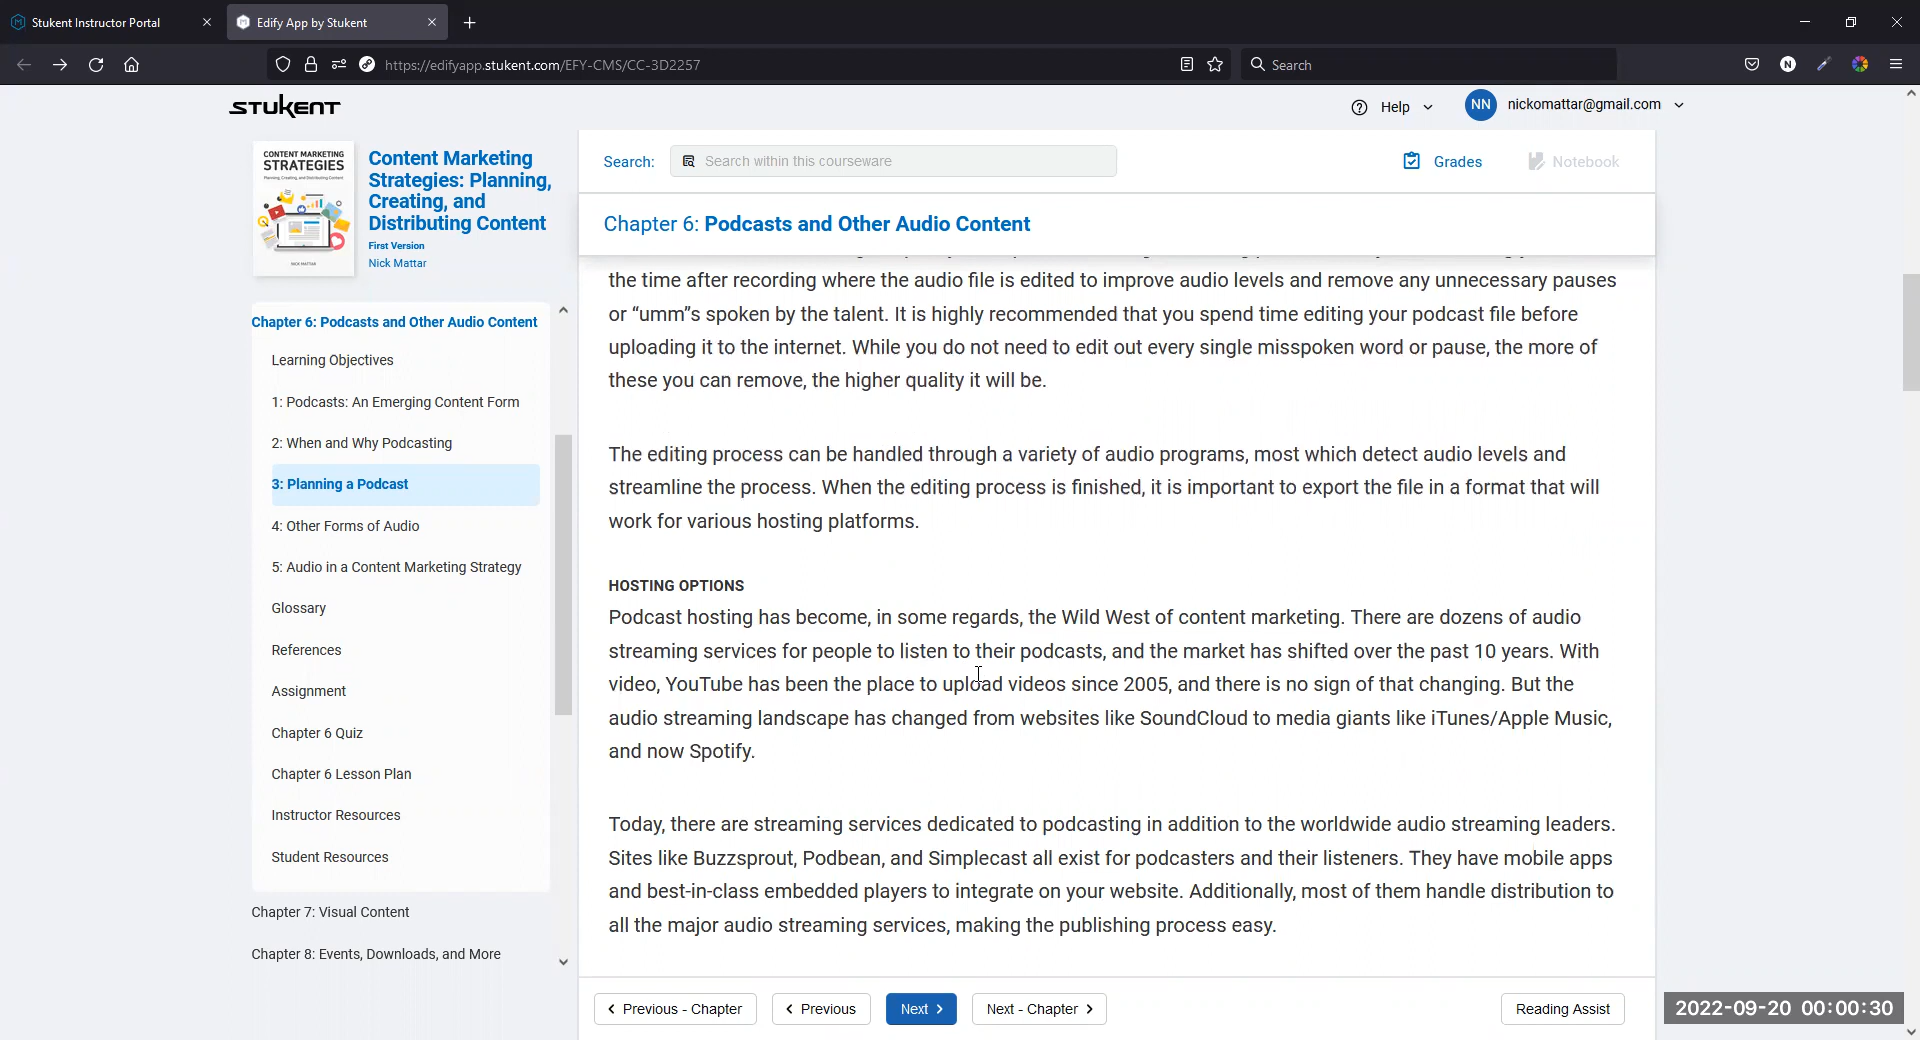 Stukent Instructor Portal
Edify App by Stukent
https://edifyapp.stukent.com/EFY-CMS/CC-3D2257
Search
N
STUKENT
Help
NN
nickomattar@gmail.com
CONTENT MARKETING
STRATEGIES
Planning, Creating, and Distributing Content
NICK MATTAR
Content Marketing
Strategies: Planning,
Creating, and
Distributing Content
First Version
Nick Mattar
Search:
Search within this courseware
Grades
Notebook
Chapter 6: Podcasts and Other Audio Content
Chapter 6: Podcasts and Other Audio Content
Learning Objectives
1: Podcasts: An Emerging Content Form
2: When and Why Podcasting
3: Planning a Podcast
4: Other Forms of Audio
5: Audio in a Content Marketing Strategy
Glossary
References
Assignment
Chapter 6 Quiz
Chapter 6 Lesson Plan
Instructor Resources
Student Resources
Chapter 7: Visual Content
Chapter 8: Events, Downloads, and More
the time after recording where the audio file is edited to improve audio levels and remove any unnecessary pauses
or “umm”s spoken by the talent. It is highly recommended that you spend time editing your podcast file before
uploading it to the internet. While you do not need to edit out every single misspoken word or pause, the more of
these you can remove, the higher quality it will be.
The editing process can be handled through a variety of audio programs, most which detect audio levels and
streamline the process. When the editing process is finished, it is important to export the file in a format that will
work for various hosting platforms.
HOSTING OPTIONS
Podcast hosting has become, in some regards, the Wild West of content marketing. There are dozens of audio
streaming services for people to listen to their podcasts, and the market has shifted over the past 10 years. With
video, YouTube has been the place to upload videos since 2005, and there is no sign of that changing. But the
audio streaming landscape has changed from websites like SoundCloud to media giants like iTunes/Apple Music,
and now Spotify.
Today, there are streaming services dedicated to podcasting in addition to the worldwide audio streaming leaders.
Sites like Buzzsprout, Podbean, and Simplecast all exist for podcasters and their listeners. They have mobile apps
and best-in-class embedded players to integrate on your website. Additionally, most of them handle distribution to
all the major audio streaming services, making the publishing process easy.
Previous - Chapter
Previous
Next
Next - Chapter
Reading Assist
2022-09-20 00:00:30